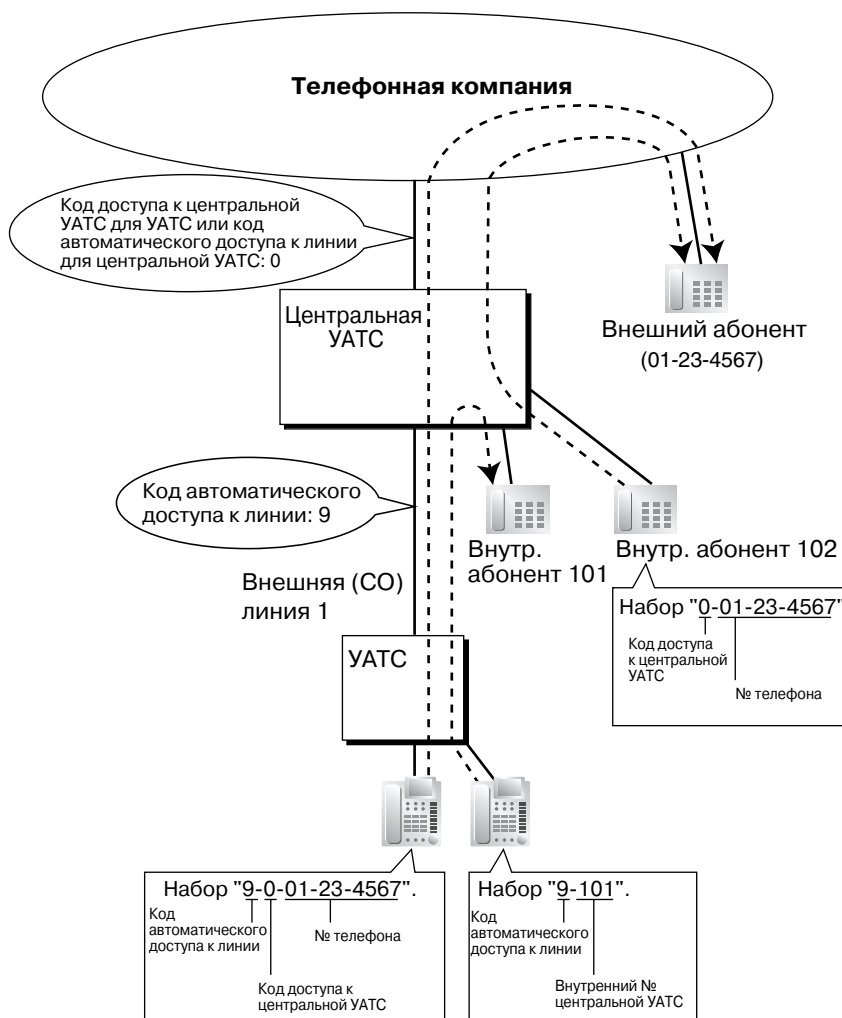 Телефонная компания
Код доступа к центральной
УАТС для УАТС или код
автоматического доступа к линии
для центральной УАТС: 0
Центральная
УАТС
Внешний абонент
(01-23-4567)
Код автоматического
доступа к линии: 9
Внутр.
абонент 101
Внутр. абонент 102
Внешняя (CO)
линия 1
Набор "0-01-23-4567"
Код доступа
к центральной
УАТС
№ телефона
УАТС
Набор "9-0-01-23-4567".
Код
автоматического
доступа к линии
№ телефона
Код доступа к
центральной УАТС
Набор "9-101".
Код
автоматического
доступа к линии
Внутренний №
центральной УАТС